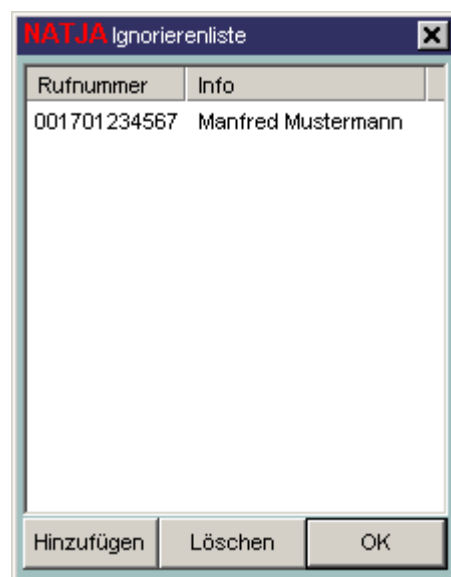 NATJA Ignorierenliste
Rufnummer Info
001701234567 Manfred Mustermann
Hinzufügen Löschen OK